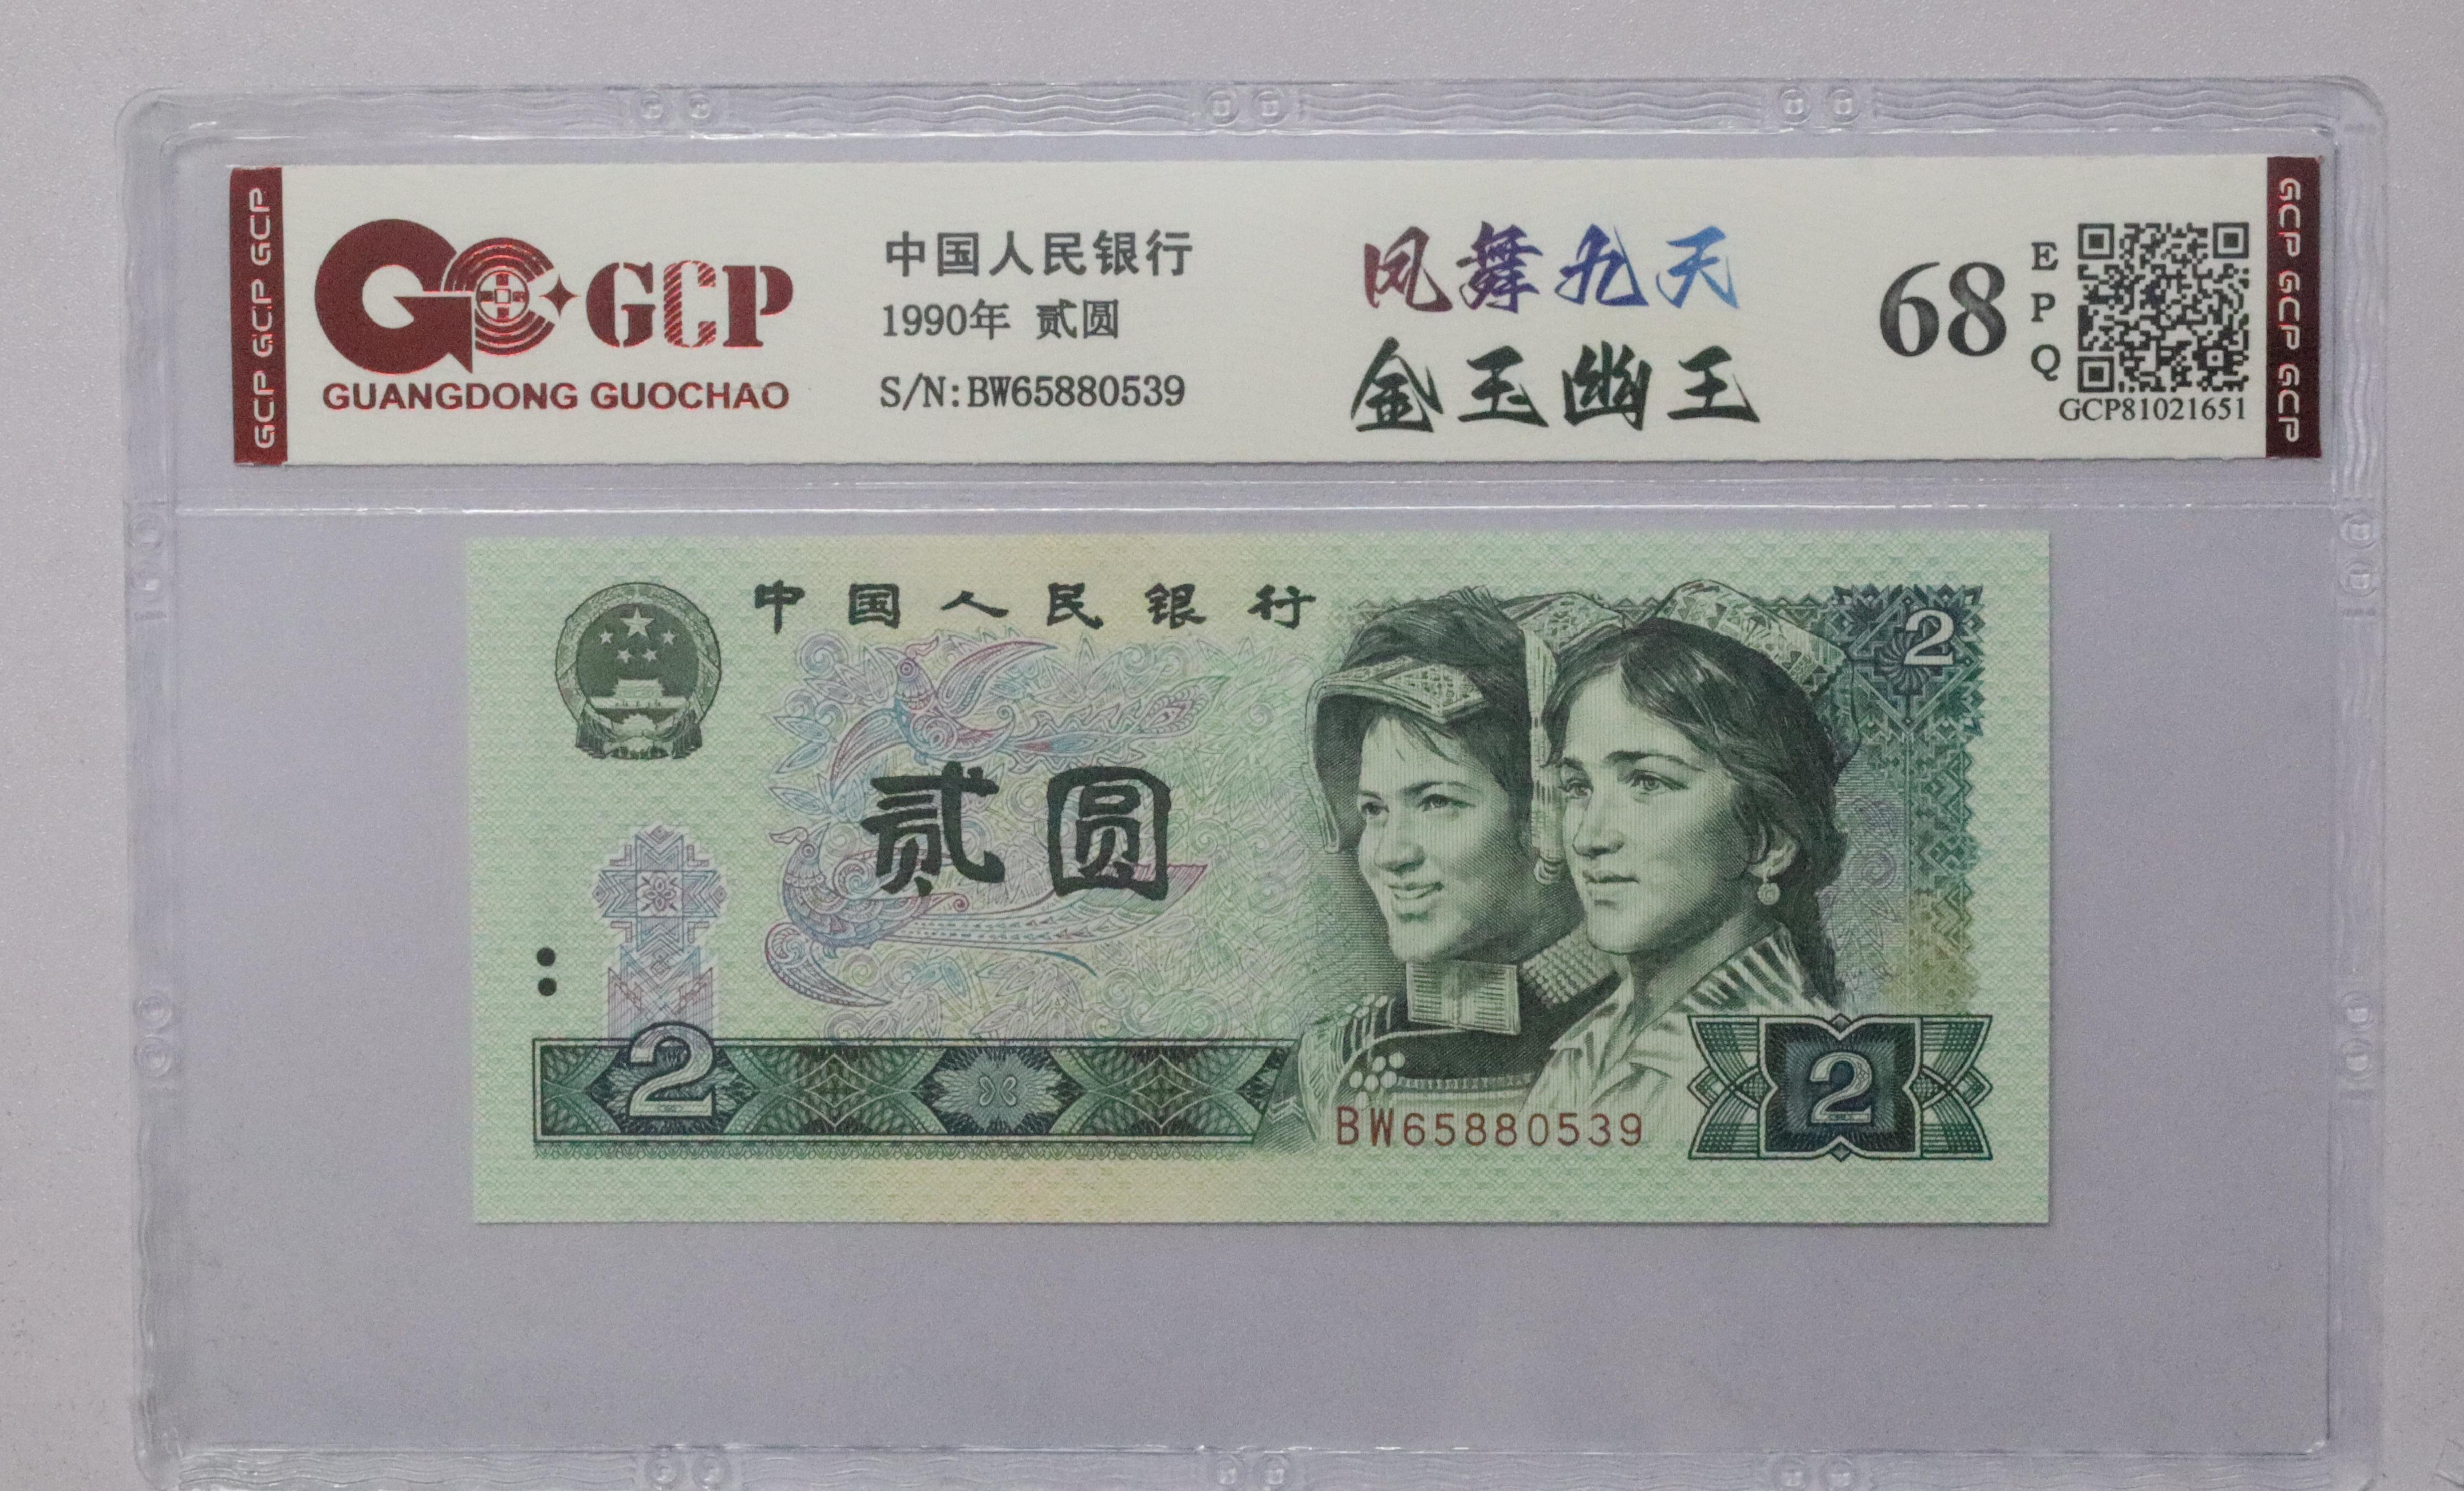 GCP GCP GCP
GCP
GUANGDONG GUOCHAO
中国人民银行
1990年 贰圆
S/N:BW65880539
凤舞九天
金玉幽王
68
EPQ
GCP81021651
GCP GCP GCP
中国人民银行
2
贰圆
2
BW65880539
2